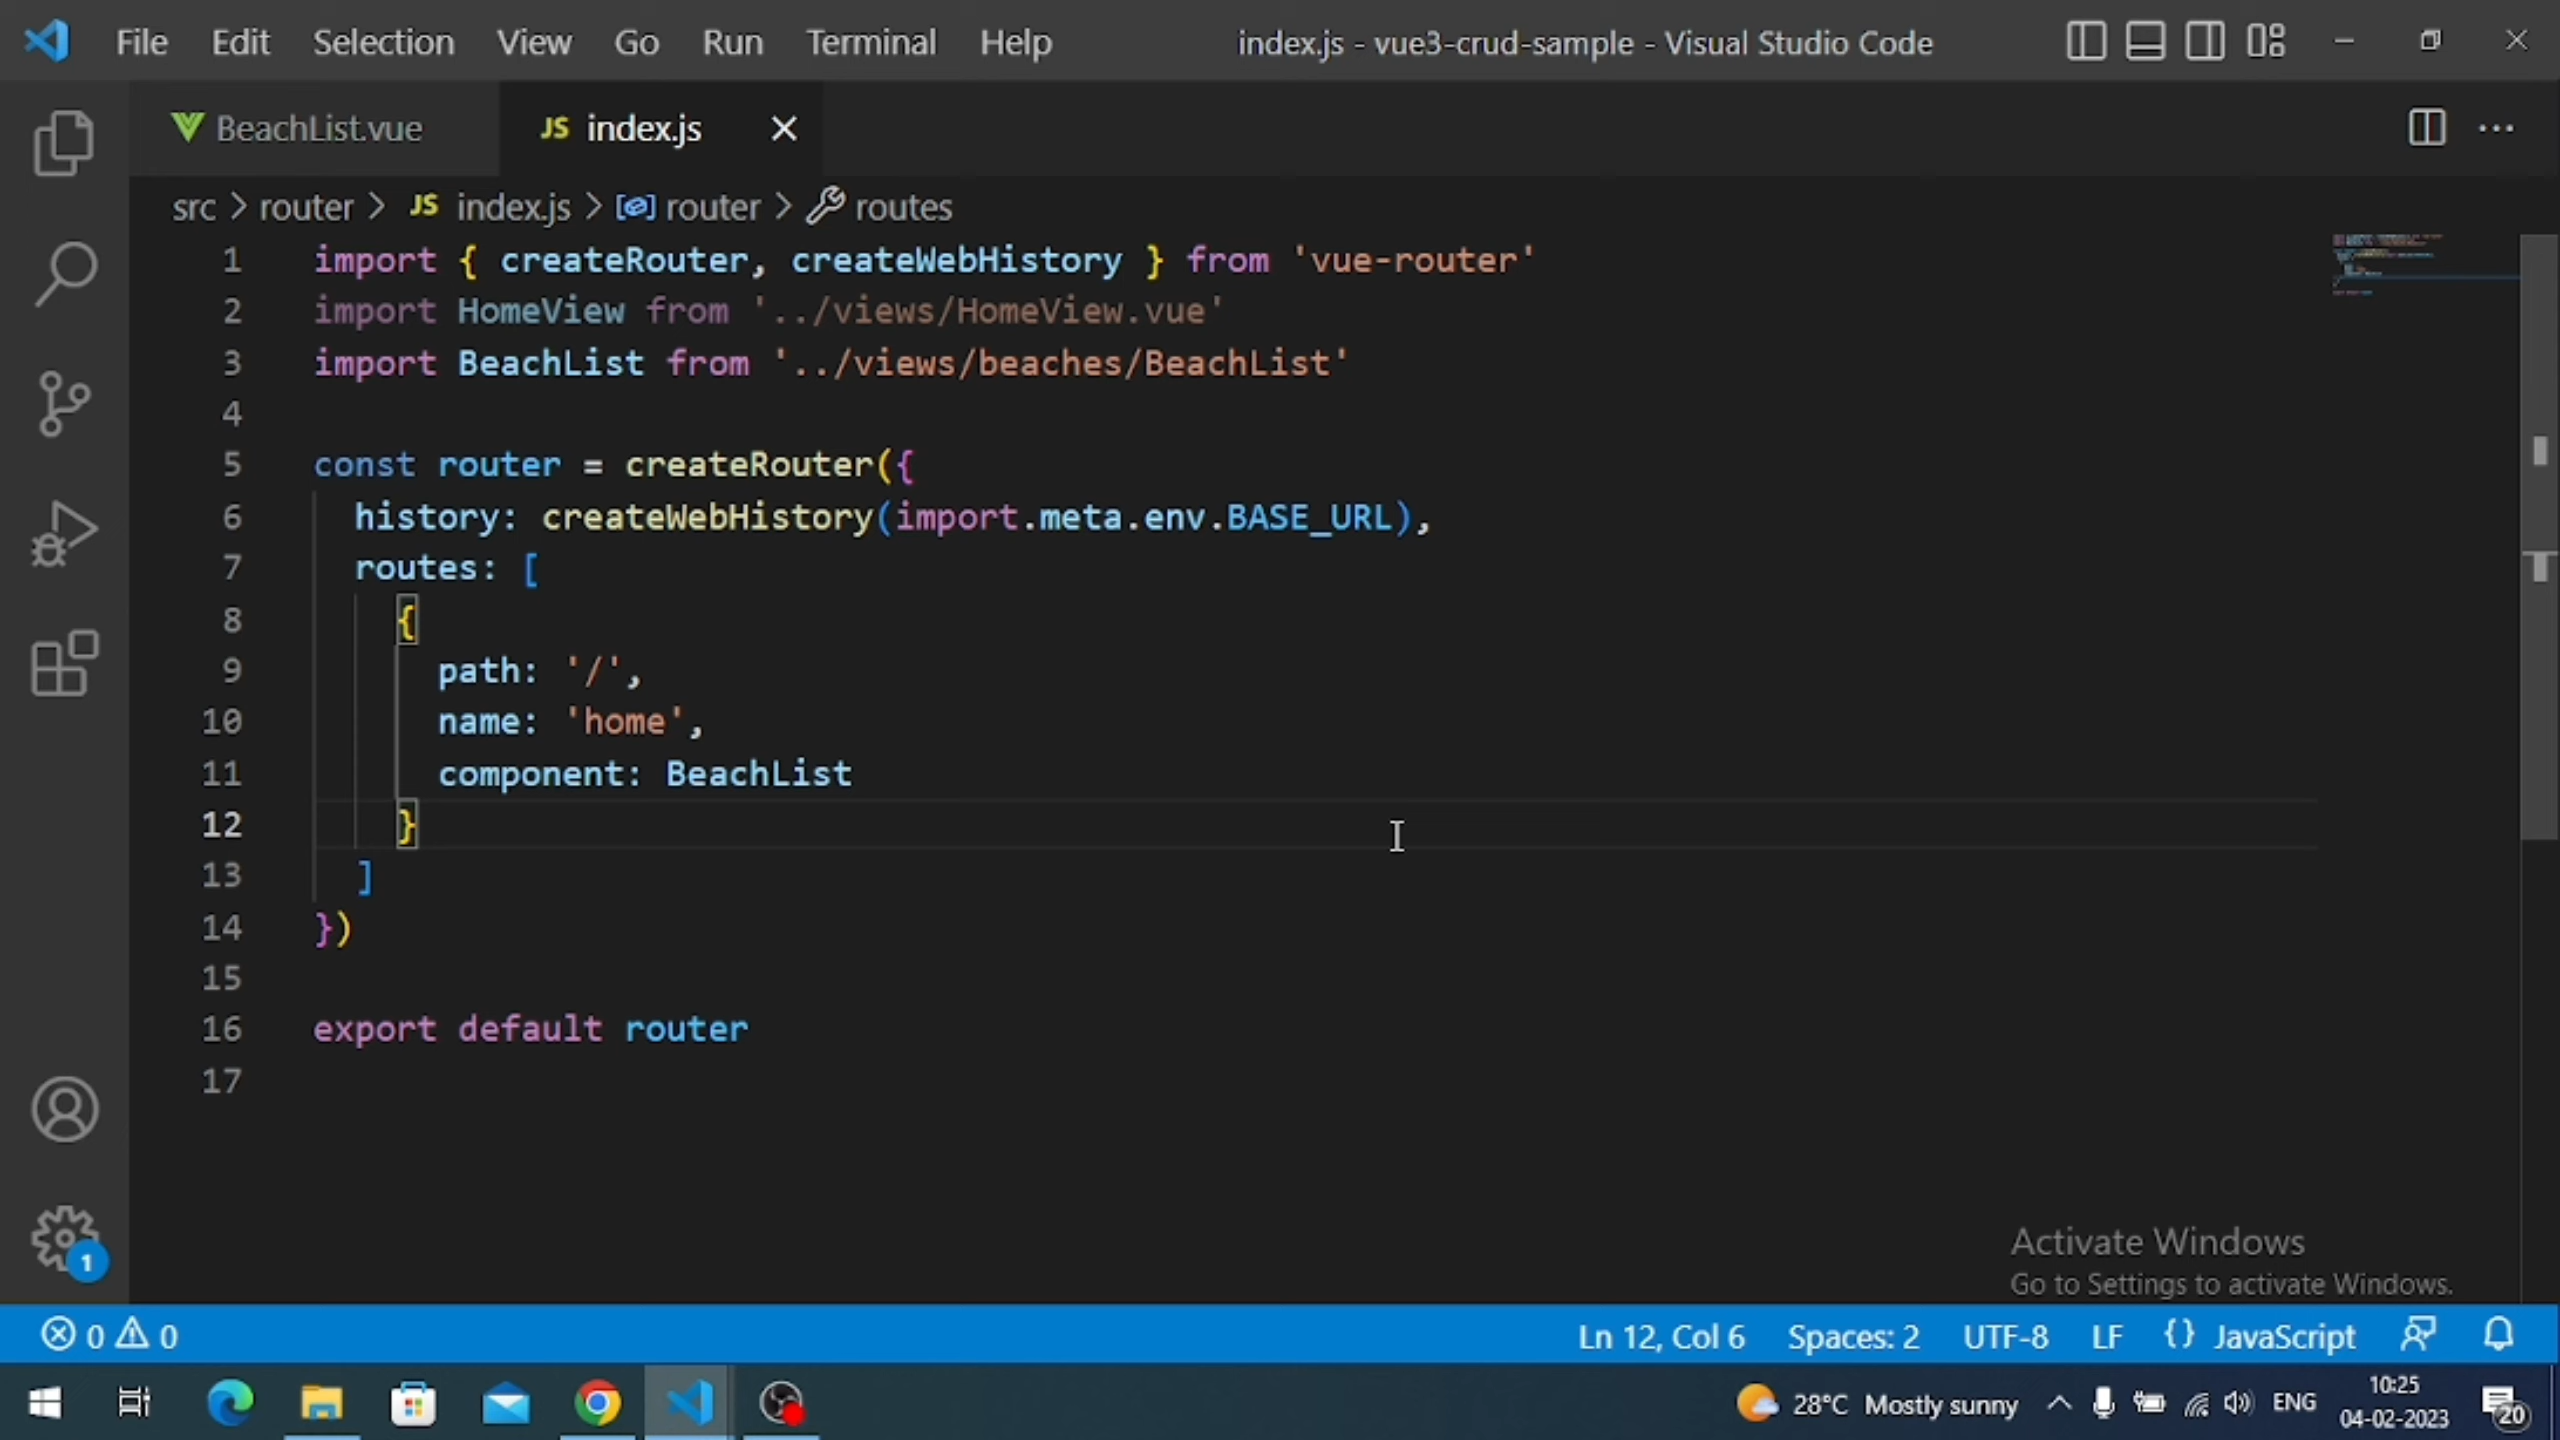 File Edit Selection View Go Run Terminal Help index.js - vue3-crud-sample - Visual Studio Code
BeachList.vue JS index.js
src > router > JS index.js > router > routes
1 import { createRouter, createWebHistory } from 'vue-router'
2 import HomeView from '../views/HomeView.vue'
3 import BeachList from '../views/beaches/BeachList'
4
5 const router = createRouter({
6 history: createWebHistory(import.meta.env.BASE_URL),
7 routes: [
8 {
9 path: '/',
10 name: 'home',
11 component: BeachList
12 }
13 ]
14 })
15
16 export default router
17
Activate Windows
Go to Settings to activate Windows.
1
0 0 Ln 12, Col 6 Spaces: 2 UTF-8 LF {} JavaScript
28°C Mostly sunny ENG 10:25
04-02-2023 20